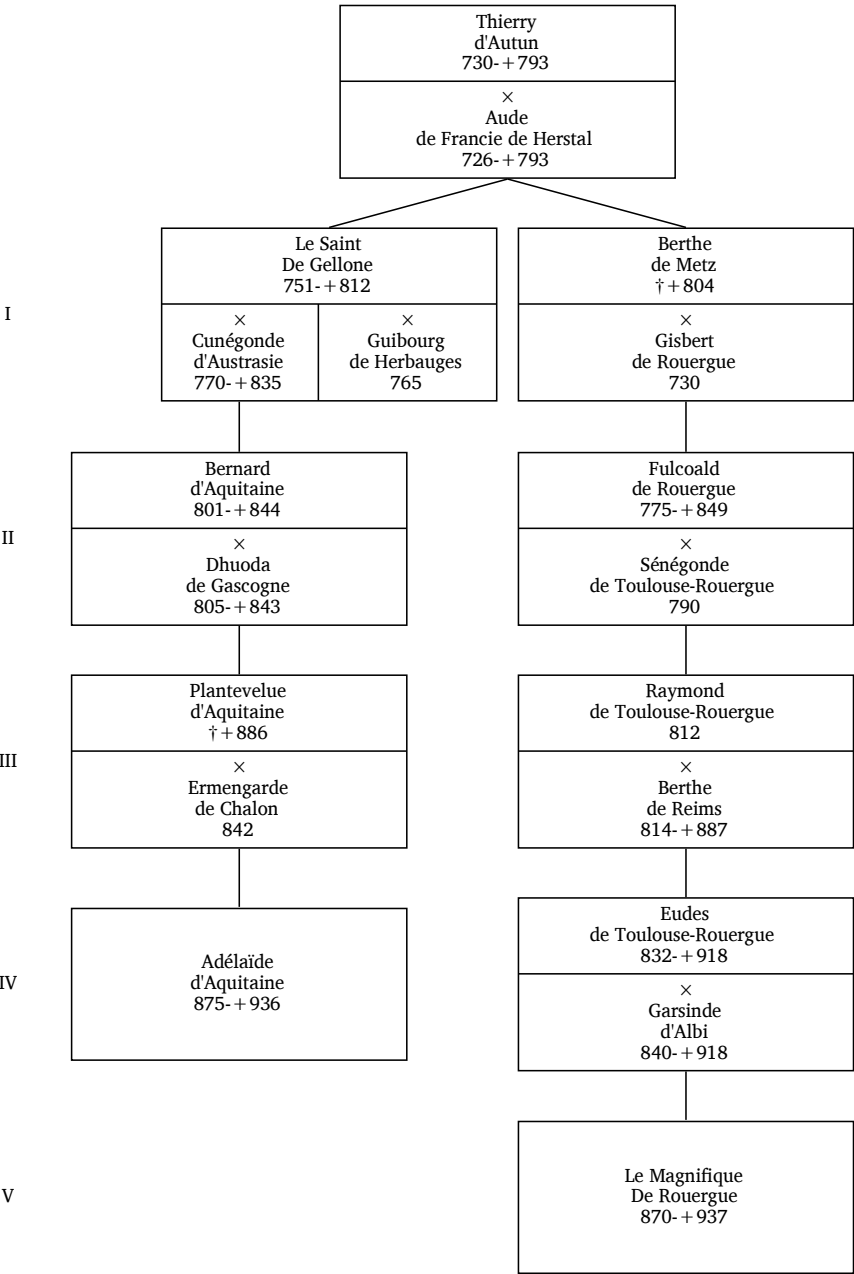 Thierry
d'Autun
730-+793
×
Aude
de Francie de Herstal
726-+793
I
Le Saint
De Gellone
751-+812
×
Cunégonde
d'Austrasie
770-+835
×
Guibourg
de Herbauges
765
Berthe
de Metz
†+804
×
Gisbert
de Rouergue
730
II
Bernard
d'Aquitaine
801-+844
×
Dhuoda
de Gascogne
805-+843
Fulcoald
de Rouergue
775-+849
×
Sénégonde
de Toulouse-Rouergue
790
III
Plantevelue
d'Aquitaine
†+886
×
Ermengarde
de Chalon
842
Raymond
de Toulouse-Rouergue
812
×
Berthe
de Reims
814-+887
IV
Adélaïde
d'Aquitaine
875-+936
Eudes
de Toulouse-Rouergue
832-+918
×
Garsinde
d'Albi
840-+918
V
Le Magnifique
De Rouergue
870-+937